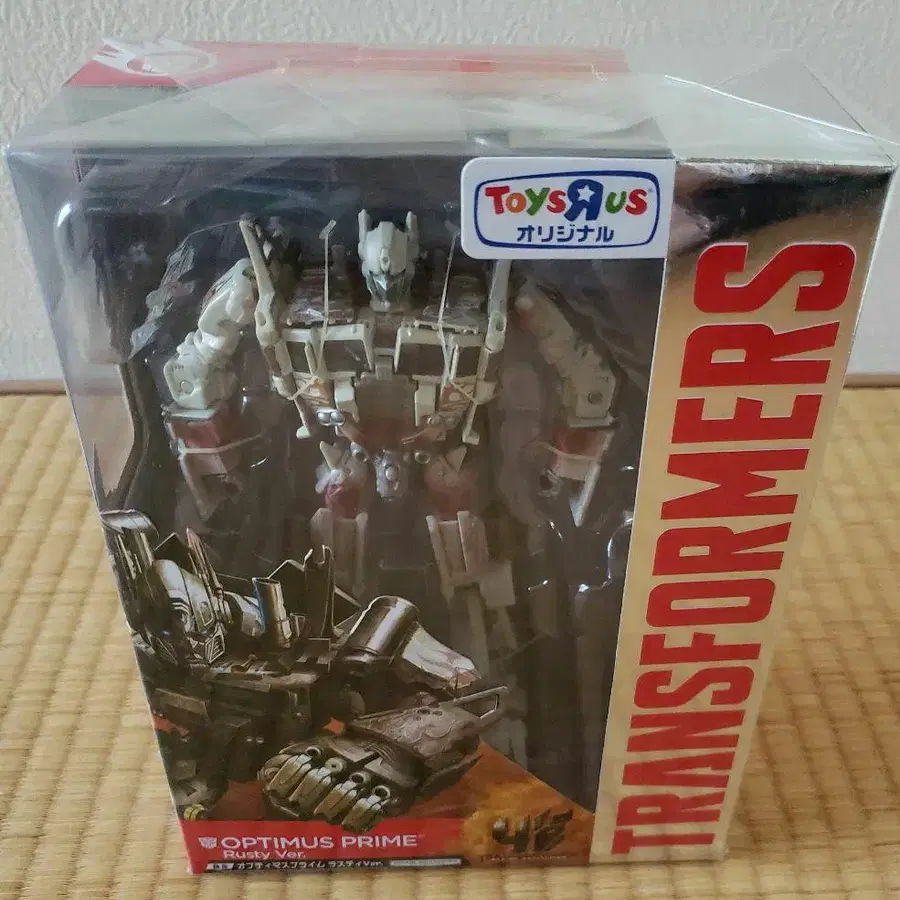 TOYSЯUS
オリジナル
TRANSFORMERS
OPTIMUS PRIME
Rusty Ver.
オプティマスプライム ラスティVer.